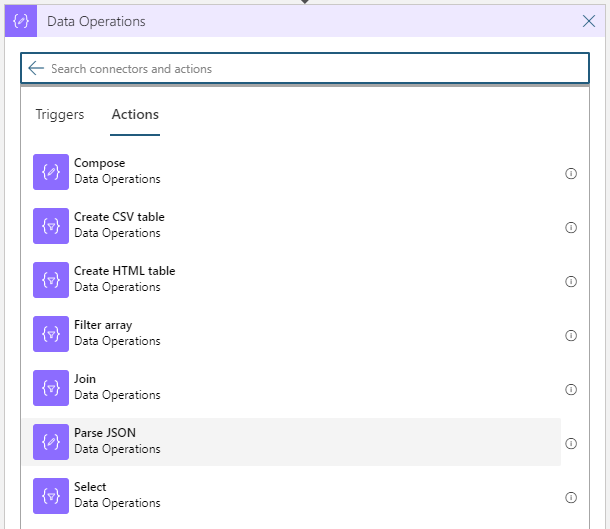 Data Operations
Search connectors and actions
Triggers Actions
Compose
Data Operations
Create CSV table
Data Operations
Create HTML table
Data Operations
Filter array
Data Operations
Join
Data Operations
Parse JSON
Data Operations
Select
Data Operations